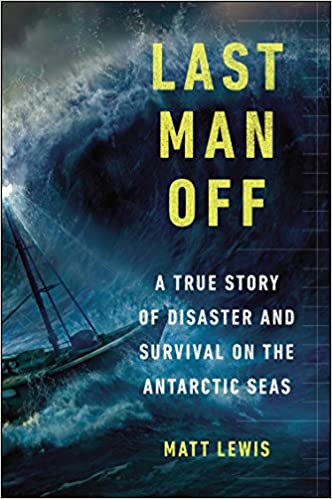 LAST
MAN
OFF
A TRUE STORY
OF DISASTER AND
SURVIVAL ON THE
ANTARCTIC SEAS
MATT LEWIS